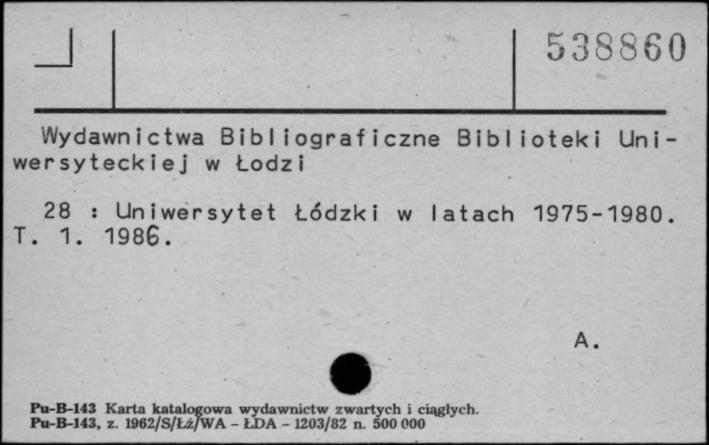 538860
Wydawnictwa Bibliograficzne Biblioteki Uni-
wersyteckiej w Łodzi
28 : Uniwersytet Łódzki w latach 1975-1980.
T. 1. 1986.
A.
Pu-B-143 Karta katalogowa wydawnictw zwartych i ciągłych.
Pu-B-143, z. 1962/S/Łź/WA - ŁDA - 1203/82 n. 500 000